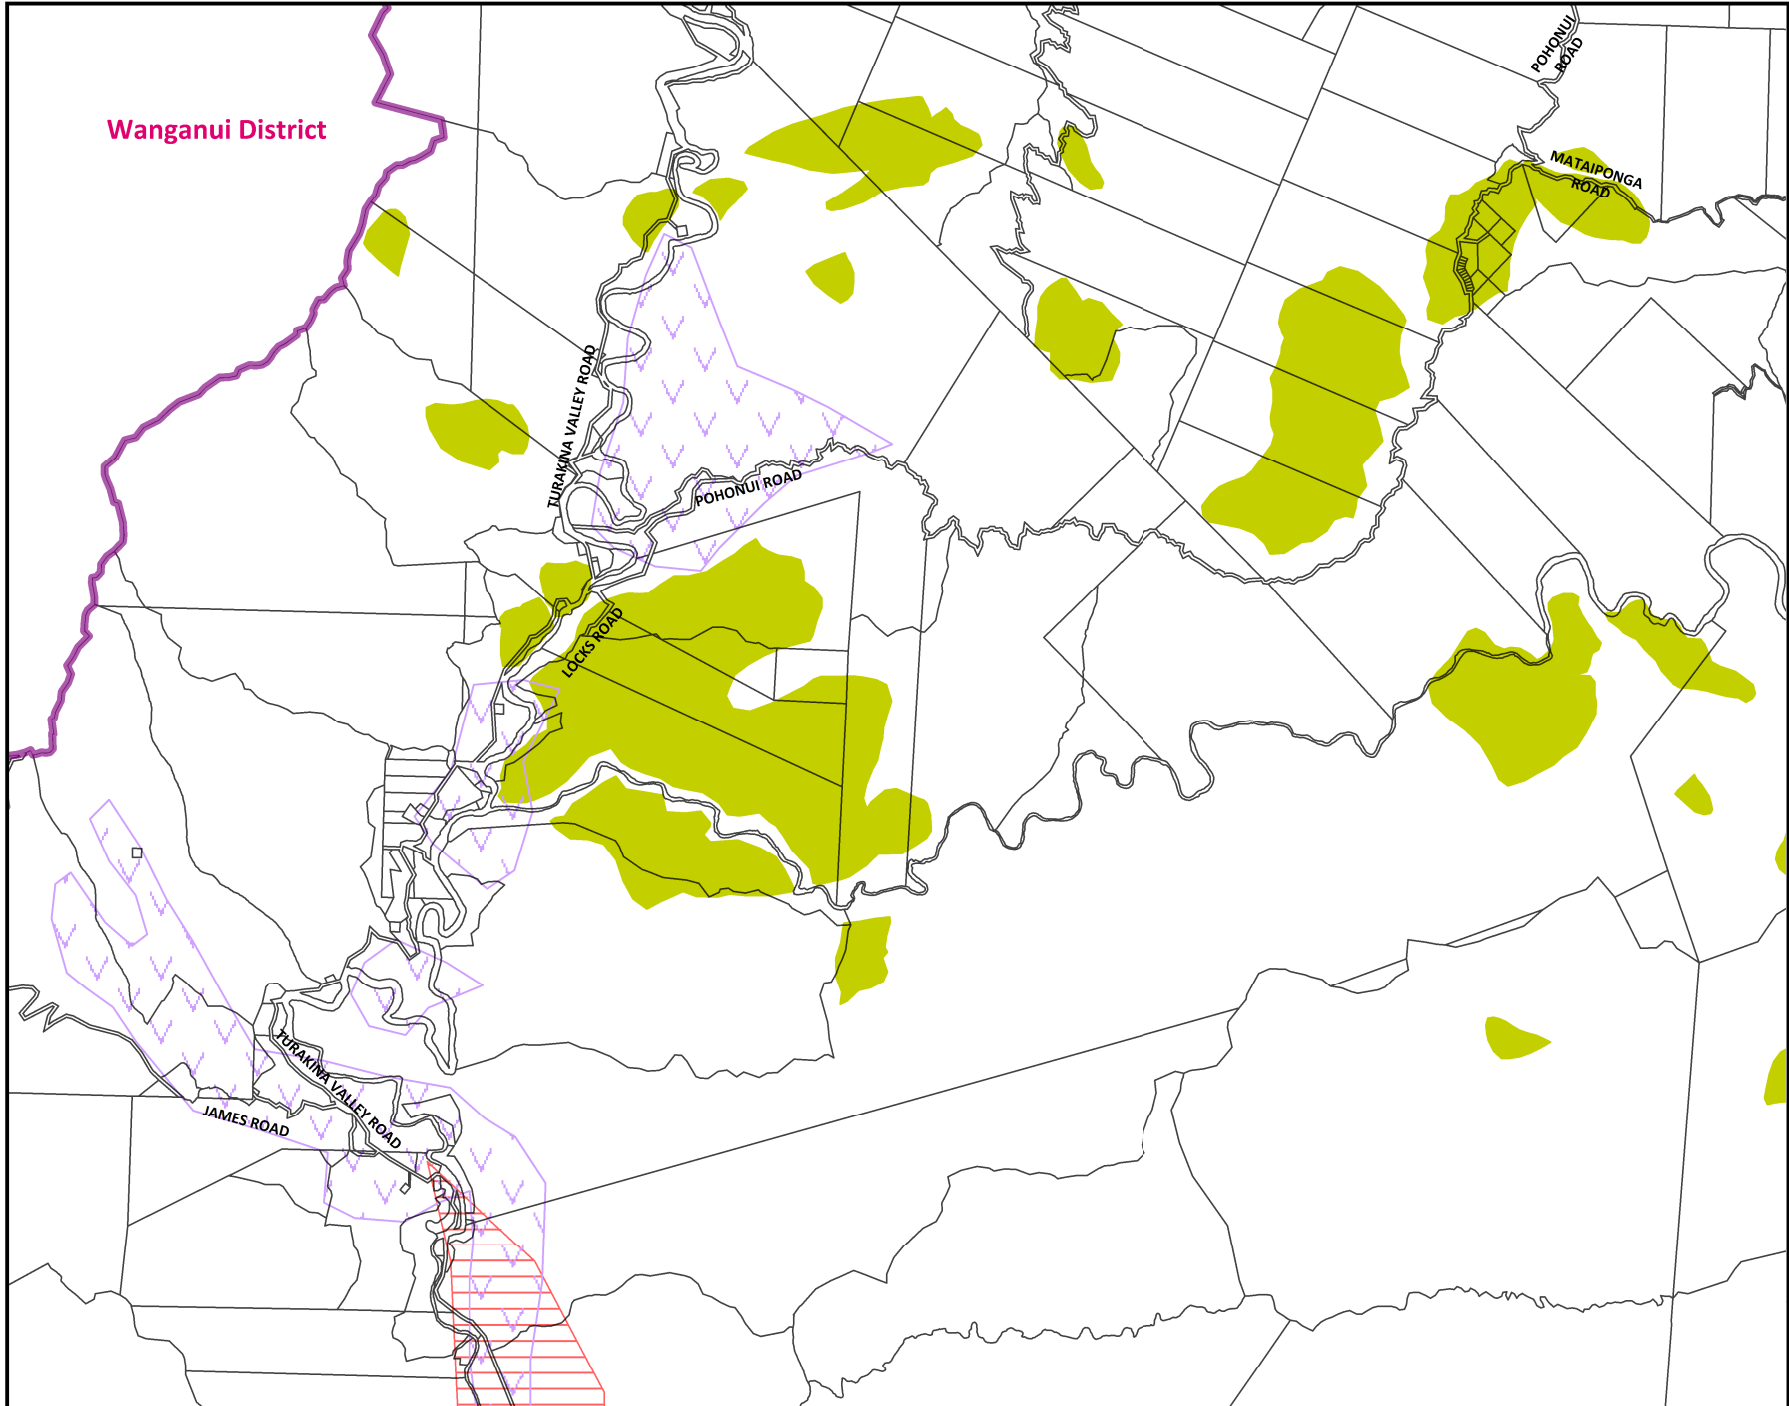 POHONUI
ROAD
Wanganui District
MATAIPONGA
ROAD
TURAKINA VALLEY ROAD
POHONUI ROAD
LOCKS ROAD
TURAKINA VALLEY ROAD
JAMES ROAD